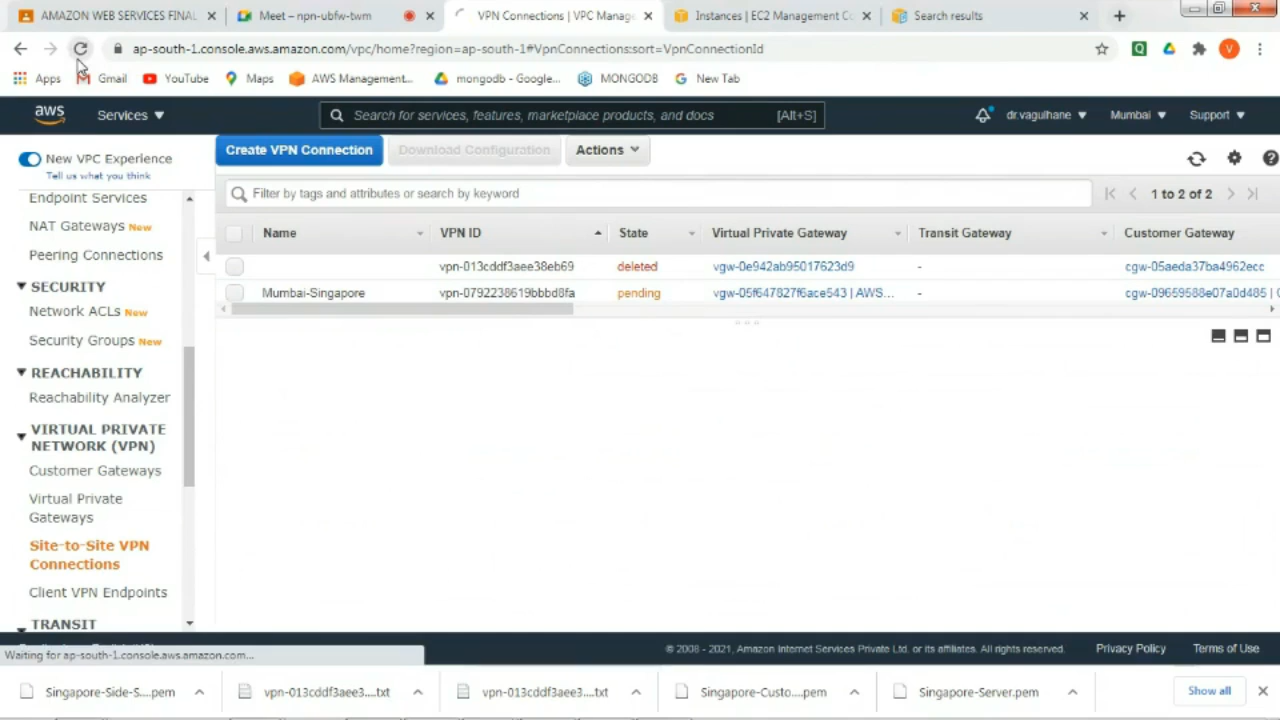 AMAZON WEB SERVICES FINAL
Meet – npn-ubfw-twm
VPN Connections | VPC Manage
Instances | EC2 Management Co
Search results
ap-south-1.console.aws.amazon.com/vpc/home?region=ap-south-1#VpnConnections:sort=VpnConnectionId
Apps
Gmail
YouTube
Maps
AWS Management...
mongodb - Google...
MONGODB
New Tab
aws
Services
Search for services, features, marketplace products, and docs
[Alt+S]
dr.vagulhane
Mumbai
Support
New VPC Experience
Tell us what you think
Create VPN Connection
Download Configuration
Actions
Filter by tags and attributes or search by keyword
1 to 2 of 2
Name
VPN ID
State
Virtual Private Gateway
Transit Gateway
Customer Gateway
vpn-013cddf3aee38eb69
deleted
vgw-0e942ab95017623d9
-
cgw-05aeda37ba4962ecc
Mumbai-Singapore
vpn-0792238619bbbd8fa
pending
vgw-05f647827f6ace543 | AWS...
-
cgw-09659588e07a0d485 |
Endpoint Services
NAT Gateways New
Peering Connections
SECURITY
Network ACLs New
Security Groups New
REACHABILITY
Reachability Analyzer
VIRTUAL PRIVATE
NETWORK (VPN)
Customer Gateways
Virtual Private
Gateways
Site-to-Site VPN
Connections
Client VPN Endpoints
TRANSIT
Waiting for ap-south-1.console.aws.amazon.com...
© 2008 - 2021, Amazon Internet Services Private Ltd. or its affiliates. All rights reserved.
Privacy Policy
Terms of Use
Singapore-Side-S....pem
vpn-013cddf3aee3....txt
vpn-013cddf3aee3....txt
Singapore-Custo....pem
Singapore-Server.pem
Show all